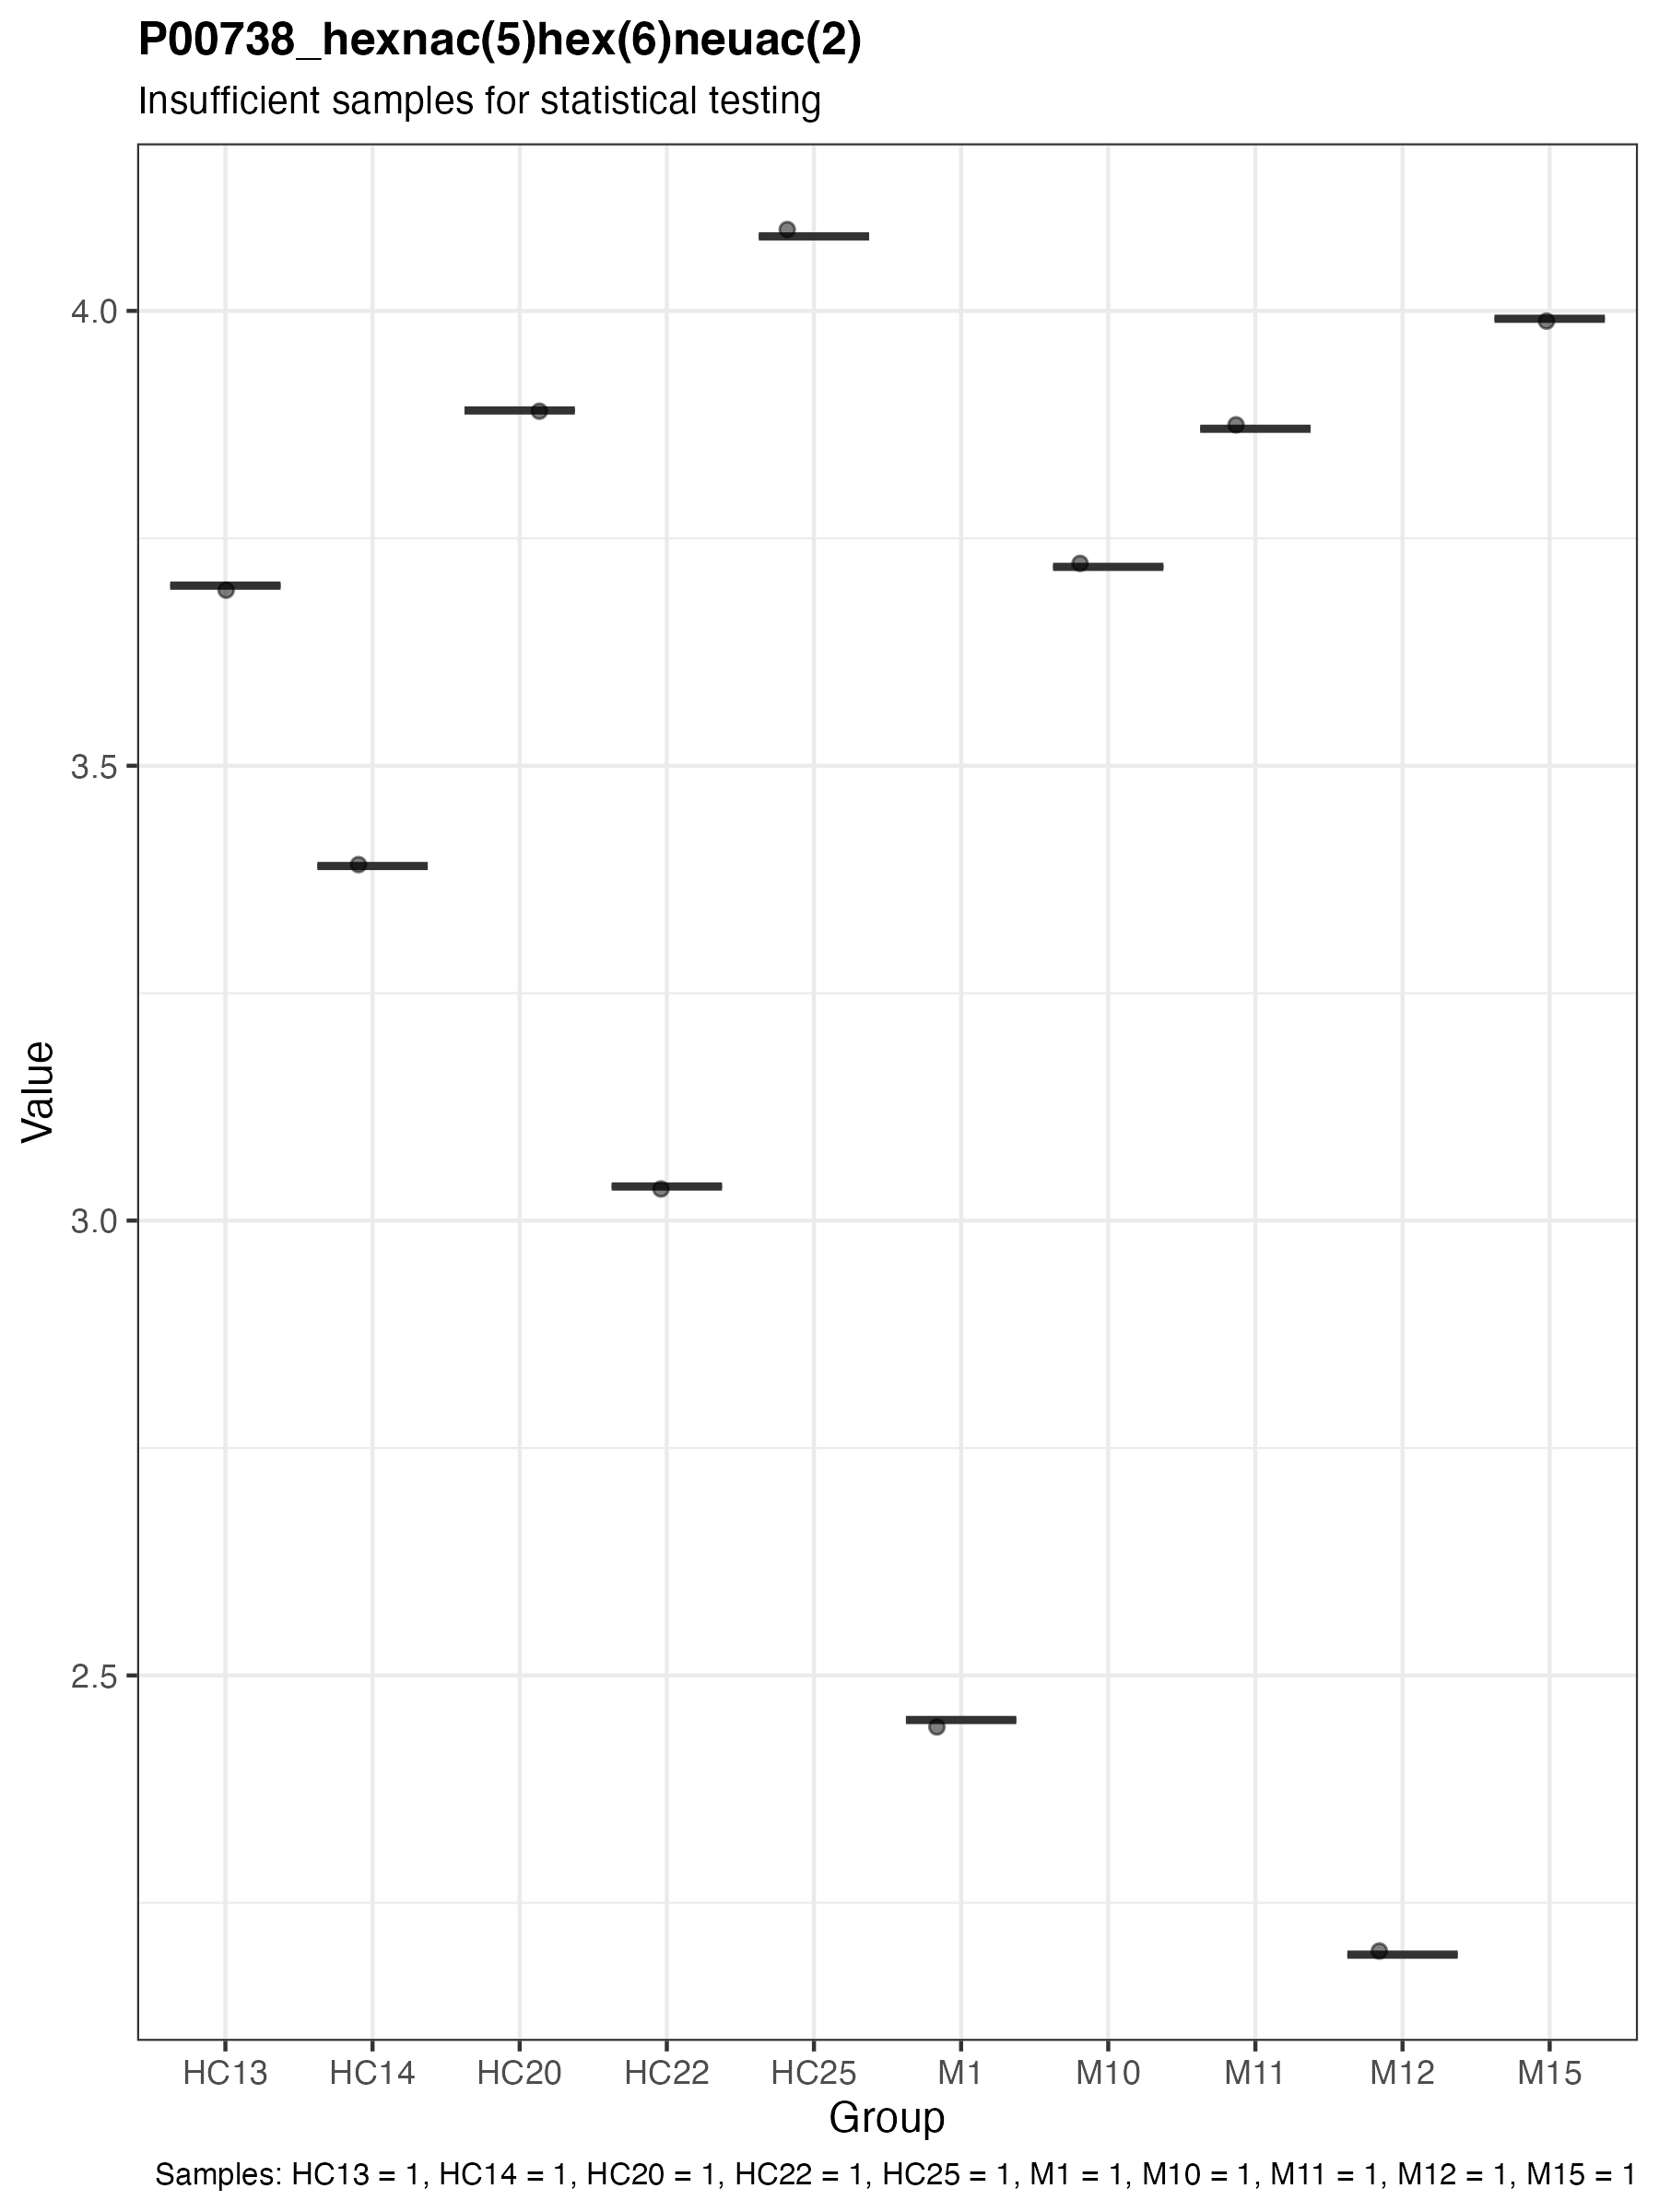 P00738_hexnac(5)hex(6)neuac(2)
Insufficient samples for statistical testing
4.0
3.5
3.0
2.5
Value
HC13 HC14 HC20 HC22 HC25 M1 M10 M11 M12 M15
Group
Samples: HC13 = 1, HC14 = 1, HC20 = 1, HC22 = 1, HC25 = 1, M1 = 1, M10 = 1, M11 = 1, M12 = 1, M15 = 1